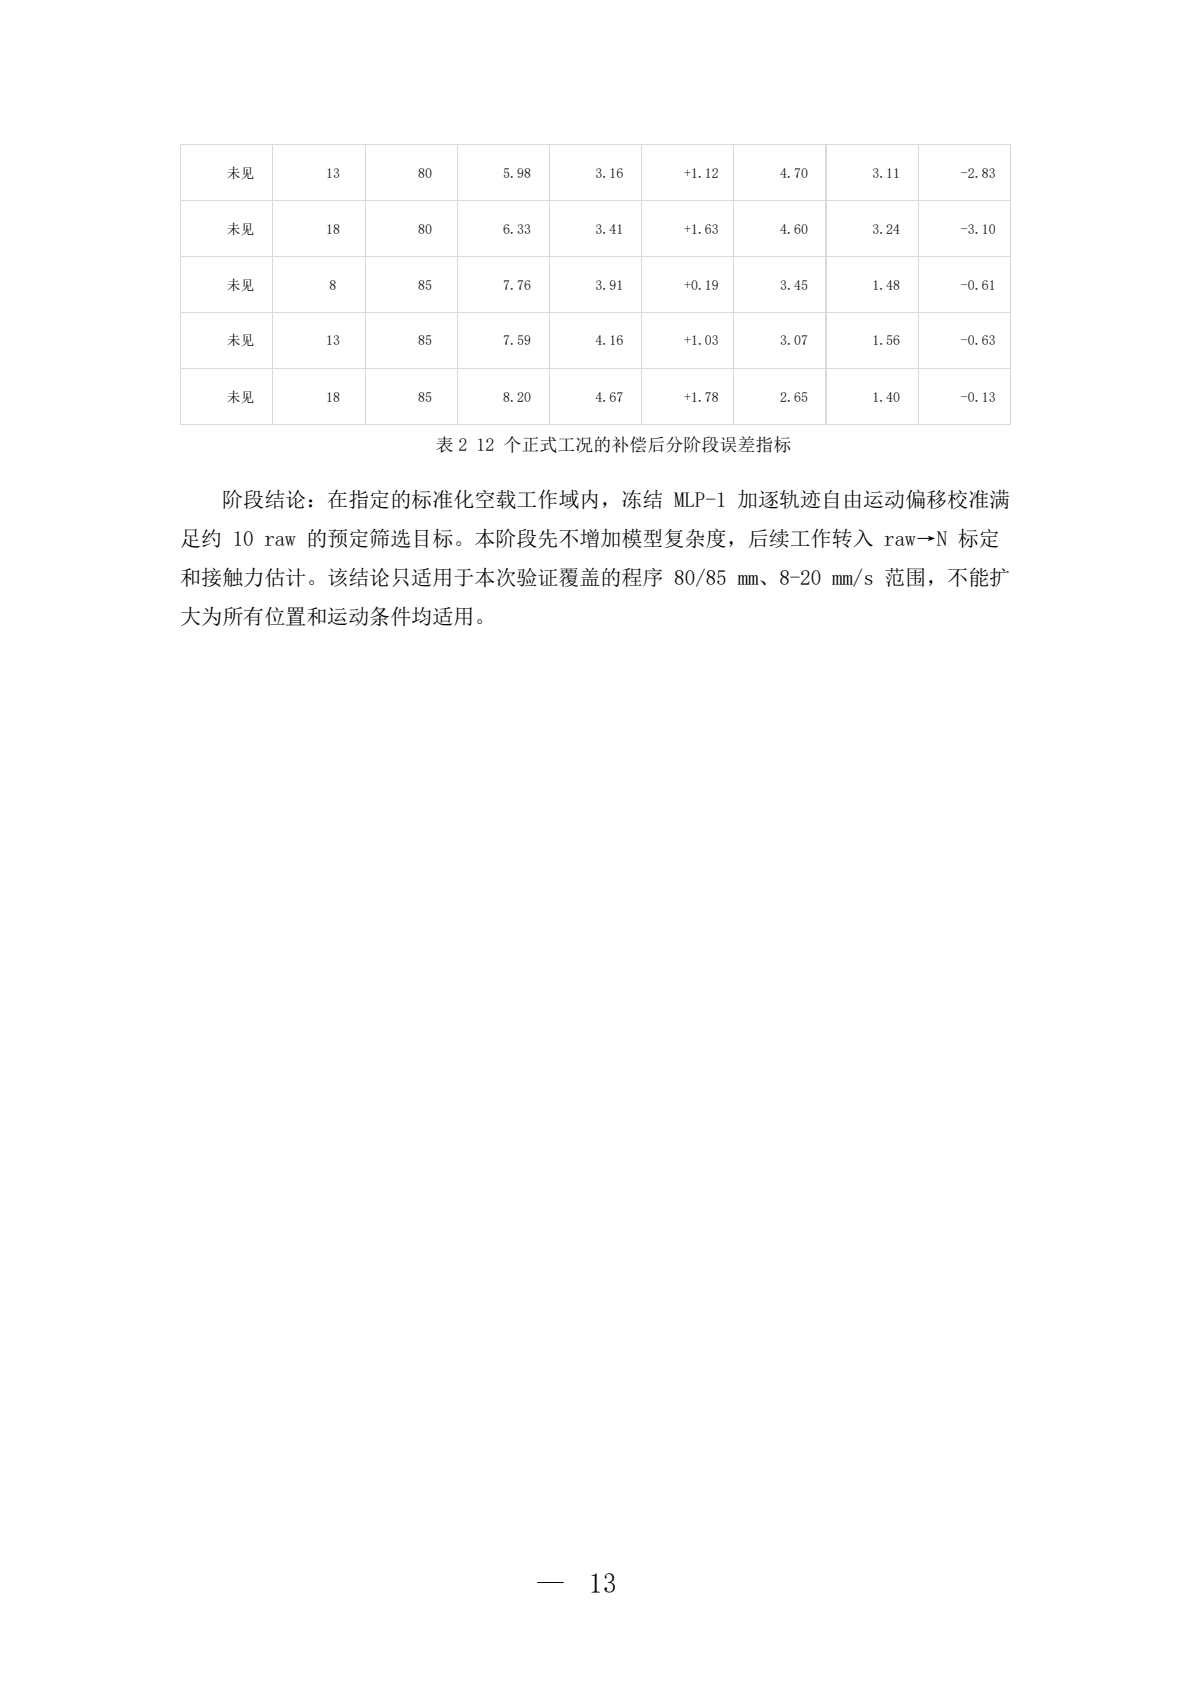 未见 13 80 5.98 3.16 +1.12 4.70 3.11 -2.83
未见 18 80 6.33 3.41 +1.63 4.60 3.24 -3.10
未见 8 85 7.76 3.91 +0.19 3.45 1.48 -0.61
未见 13 85 7.59 4.16 +1.03 3.07 1.56 -0.63
未见 18 85 8.20 4.67 +1.78 2.65 1.40 -0.13
表 2 12 个正式工况的补偿后分阶段误差指标
阶段结论：在指定的标准化空载工作域内，冻结 MLP-1 加逐轨迹自由运动偏移校准满
足约 10 raw 的预定筛选目标。本阶段先不增加模型复杂度，后续工作转入 raw→N 标定
和接触力估计。该结论只适用于本次验证覆盖的程序 80/85 mm、8-20 mm/s 范围，不能扩
大为所有位置和运动条件均适用。
— 13